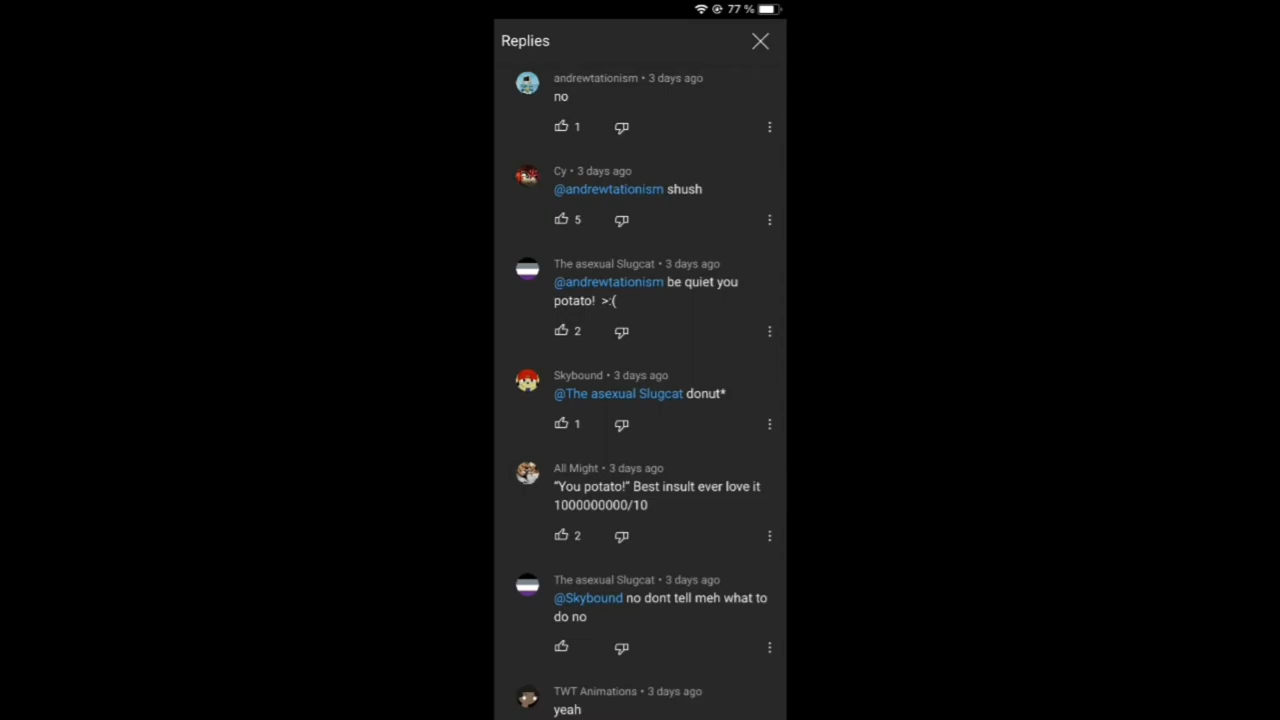 77 %
Replies
andrewtationism • 3 days ago
no
1
Cy • 3 days ago
@andrewtationism shush
5
The asexual Slugcat • 3 days ago
@andrewtationism be quiet you
potato! >:(
2
Skybound • 3 days ago
@The asexual Slugcat donut*
1
All Might • 3 days ago
“You potato!” Best insult ever love it
1000000000/10
2
The asexual Slugcat • 3 days ago
@Skybound no dont tell meh what to
do no
TWT Animations • 3 days ago
yeah